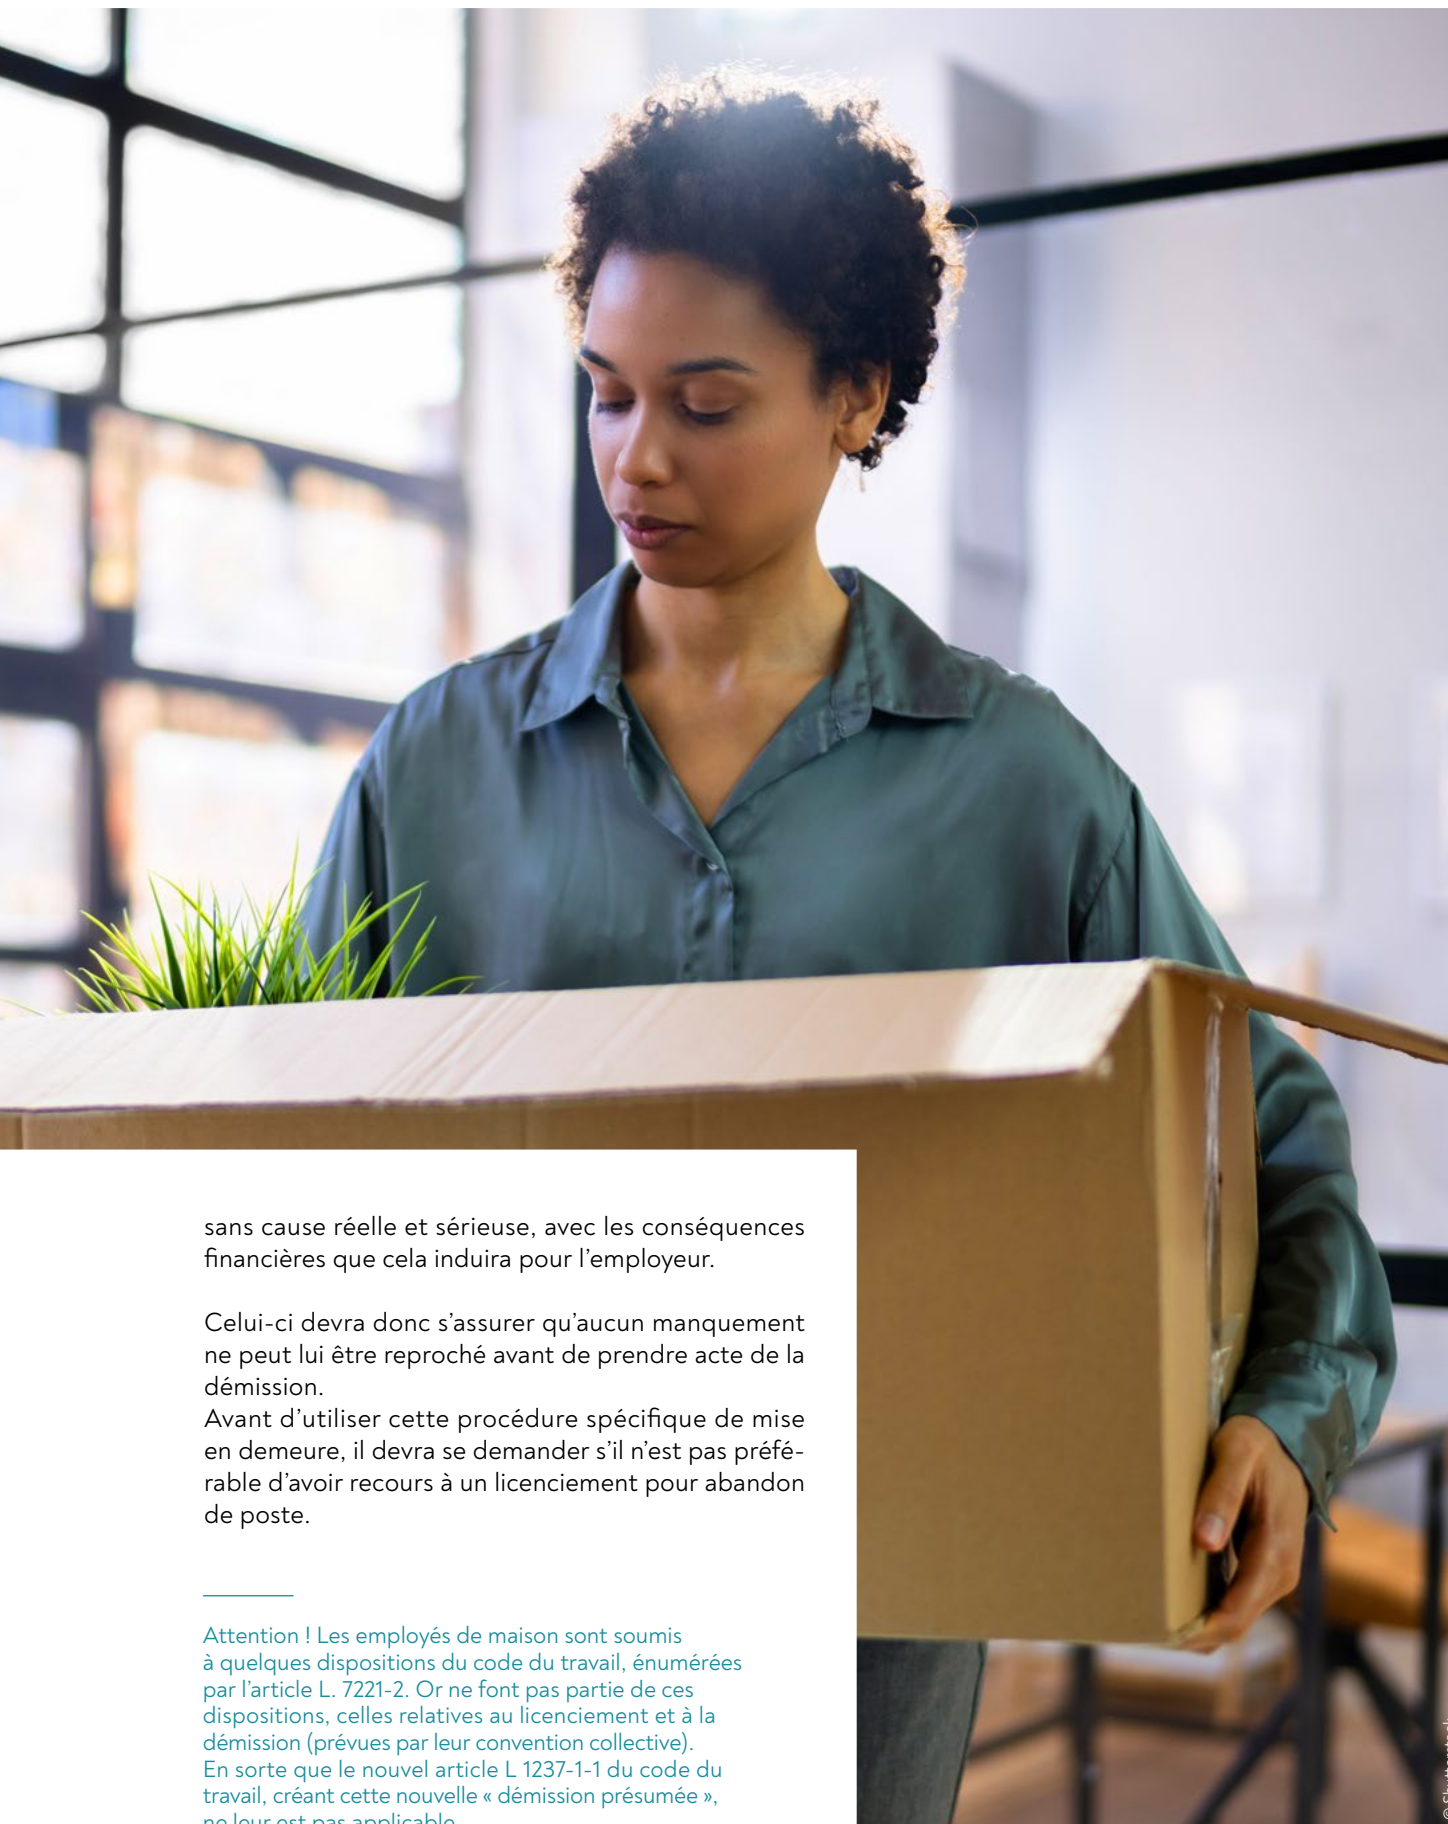 sans cause réelle et sérieuse, avec les conséquences
financières que cela induira pour l'employeur.
Celui-ci devra donc s'assurer qu'aucun manquement
ne peut lui être reproché avant de prendre acte de la
démission.
Avant d'utiliser cette procédure spécifique de mise
en demeure, il devra se demander s'il n'est pas préfé-
rable d'avoir recours à un licenciement pour abandon
de poste.
Attention ! Les employés de maison sont soumis
à quelques dispositions du code du travail, énumérées
par l'article L. 7221-2. Or ne font pas partie de ces
dispositions, celles relatives au licenciement et à la
démission (prévues par leur convention collective).
En sorte que le nouvel article L 1237-1-1 du code du
travail, créant cette nouvelle « démission présumée »,
ne leur est pas applicable
© Shutterstock